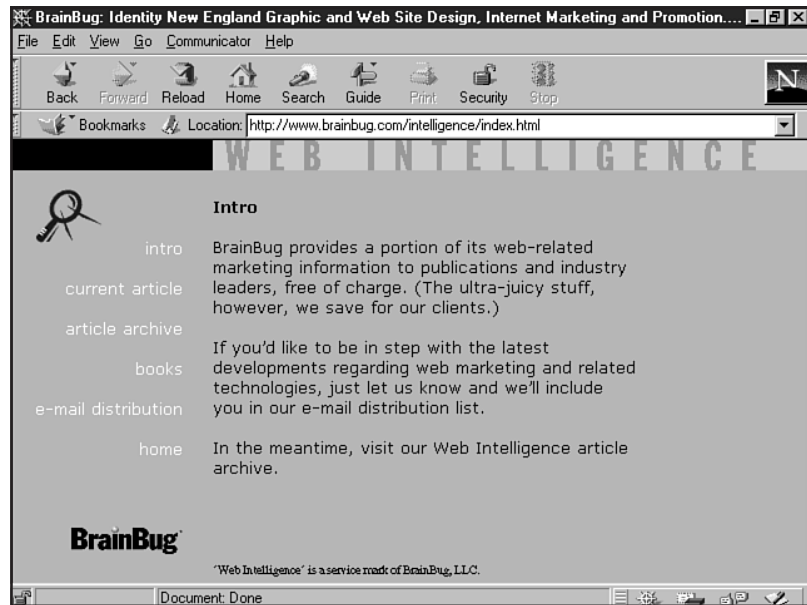 BrainBug: Identity New England Graphic and Web Site Design, Internet Marketing and Promotion....
File Edit View Go Communicator Help
Back Forward Reload Home Search Guide Print Security Stop
N
Bookmarks Location: http://www.brainbug.com/intelligence/index.html
WEB INTELLIGENCE
Intro
intro
current article
article archive
books
e-mail distribution
home
BrainBug provides a portion of its web-related
marketing information to publications and industry
leaders, free of charge. (The ultra-juicy stuff,
however, we save for our clients.)
If you'd like to be in step with the latest
developments regarding web marketing and related
technologies, just let us know and we'll include
you in our e-mail distribution list.
In the meantime, visit our Web Intelligence article
archive.
BrainBug
´Web Intelligence´ is a service mark of BrainBug, LLC.
Document: Done